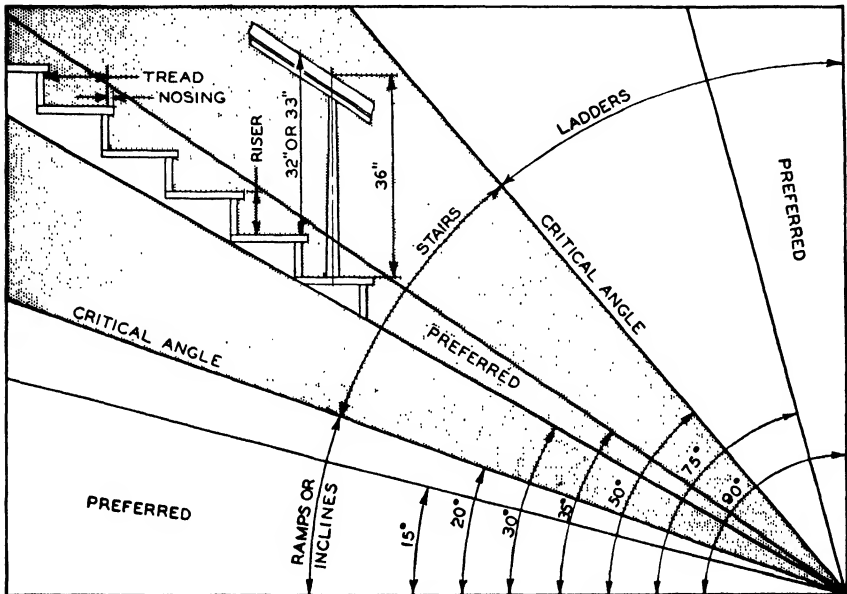 TREAD
NOSING
RISER
32" OR 33"
36"
LADDERS
STAIRS
CRITICAL ANGLE
PREFERRED
CRITICAL ANGLE
PREFERRED
PREFERRED
RAMPS OR
INCLINES
15°
20°
30°
35°
50°
75°
90°